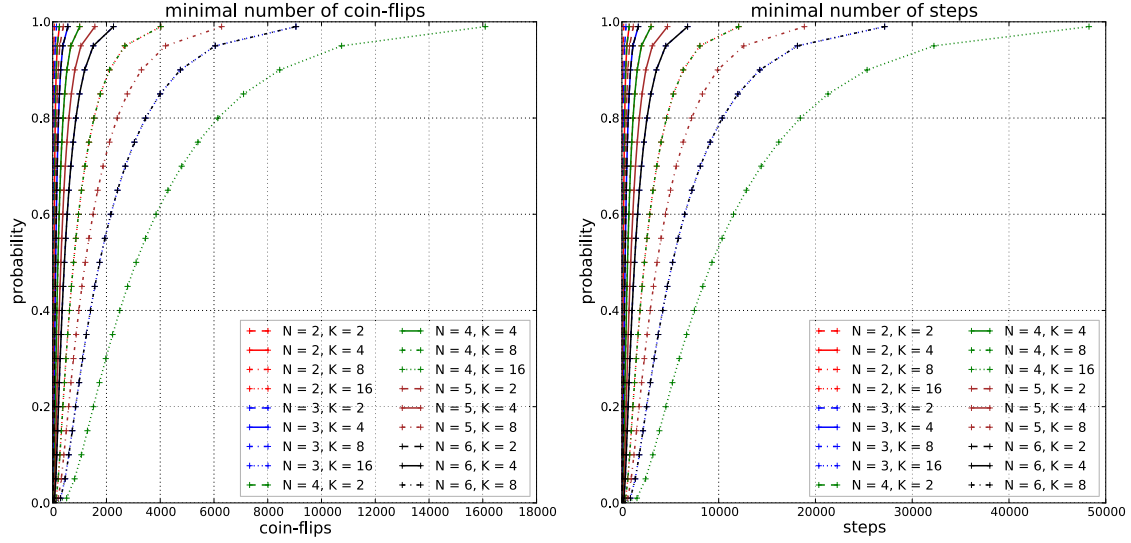 minimal number of coin-flips
probability
1.0
0.8
0.6
0.4
0.2
0.0
N = 2, K = 2
N = 2, K = 4
N = 2, K = 8
N = 2, K = 16
N = 3, K = 2
N = 3, K = 4
N = 3, K = 8
N = 3, K = 16
N = 4, K = 2
N = 4, K = 4
N = 4, K = 8
N = 4, K = 16
N = 5, K = 2
N = 5, K = 4
N = 5, K = 8
N = 6, K = 2
N = 6, K = 4
N = 6, K = 8
0 2000 4000 6000 8000 10000 12000 14000 16000 18000
coin-flips
minimal number of steps
probability
1.0
0.8
0.6
0.4
0.2
0.0
N = 2, K = 2
N = 2, K = 4
N = 2, K = 8
N = 2, K = 16
N = 3, K = 2
N = 3, K = 4
N = 3, K = 8
N = 3, K = 16
N = 4, K = 2
N = 4, K = 4
N = 4, K = 8
N = 4, K = 16
N = 5, K = 2
N = 5, K = 4
N = 5, K = 8
N = 6, K = 2
N = 6, K = 4
N = 6, K = 8
0 10000 20000 30000 40000 50000
steps